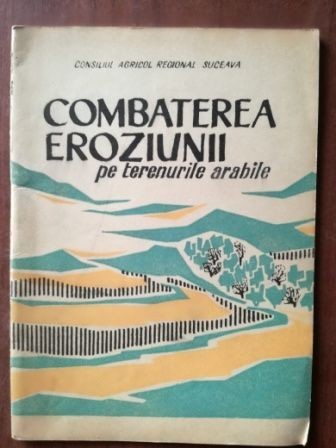 CONSILIUL AGRICOL REGIONAL SUCEAVA
COMBATEREA
EROZIUNII
pe terenurile arabile